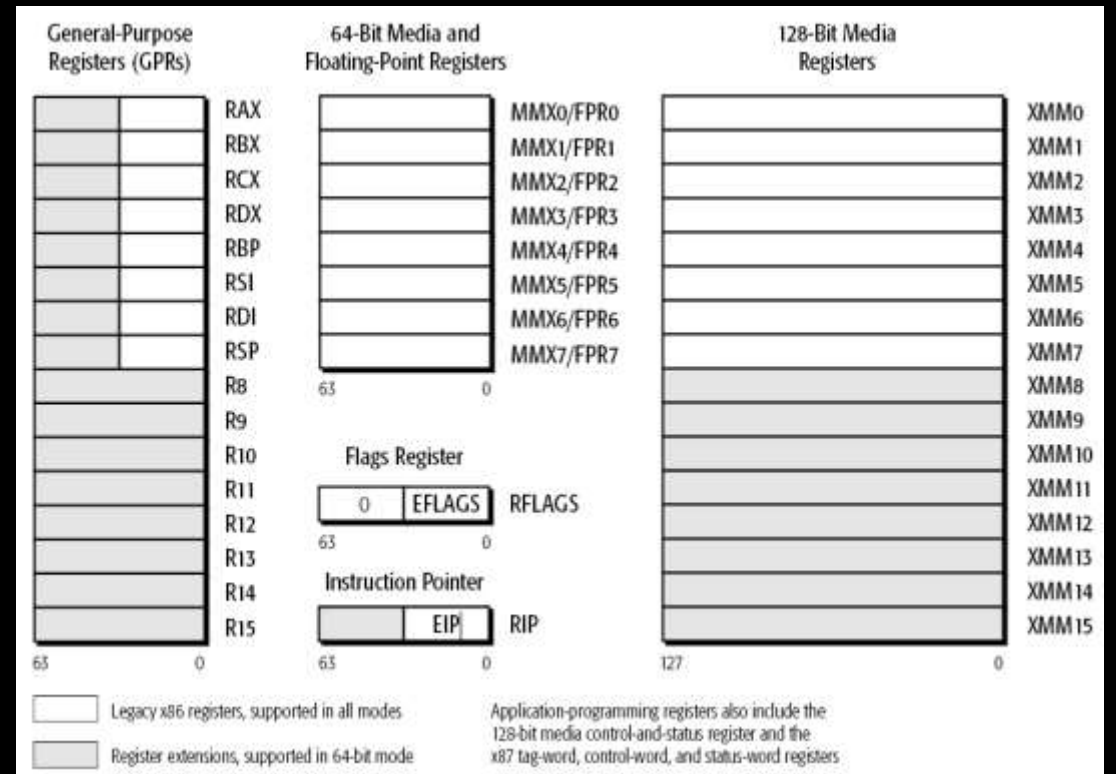 General-Purpose
Registers (GPRs)
RAX
RBX
RCX
RDX
RBP
RSI
RDI
RSP
R8
R9
R10
R11
R12
R13
R14
R15
63 0
64-Bit Media and
Floating-Point Registers
MMX0/FPR0
MMX1/FPR1
MMX2/FPR2
MMX3/FPR3
MMX4/FPR4
MMX5/FPR5
MMX6/FPR6
MMX7/FPR7
63 0
Flags Register
0 EFLAGS RFLAGS
63 0
Instruction Pointer
EIP RIP
63 0
128-Bit Media
Registers
XMM0
XMM1
XMM2
XMM3
XMM4
XMM5
XMM6
XMM7
XMM8
XMM9
XMM10
XMM11
XMM12
XMM13
XMM14
XMM15
127 0
Legacy x86 registers, supported in all modes
Register extensions, supported in 64-bit mode
Application-programming registers also include the
128-bit media control-and-status register and the
x87 tag-word, control-word, and status-word registers